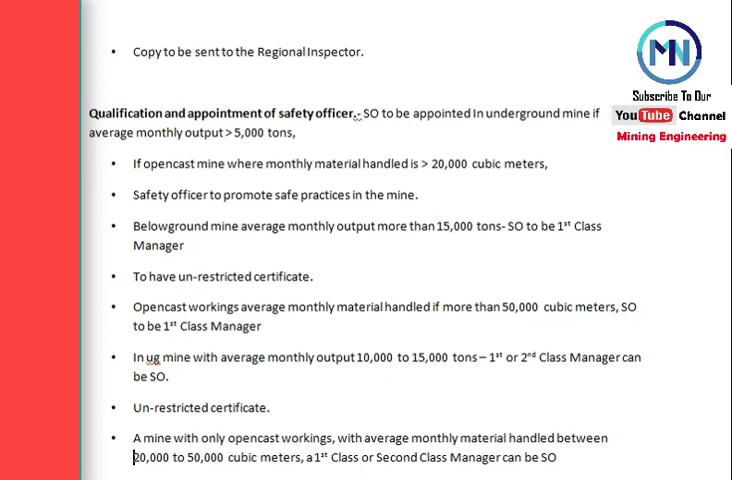 • Copy to be sent to the Regional Inspector.
MN
Subscribe To Our
YouTube Channel
Mining Engineering
Qualification and appointment of safety officer.- SO to be appointed In underground mine if
average monthly output > 5,000 tons,
• If opencast mine where monthly material handled is > 20,000 cubic meters,
• Safety officer to promote safe practices in the mine.
• Belowground mine average monthly output more than 15,000 tons- SO to be 1st Class
Manager
• To have un-restricted certificate.
• Opencast workings average monthly material handled if more than 50,000 cubic meters, SO
to be 1st Class Manager
• In ug mine with average monthly output 10,000 to 15,000 tons – 1st or 2nd Class Manager can
be SO.
• Un-restricted certificate.
• A mine with only opencast workings, with average monthly material handled between
20,000 to 50,000 cubic meters, a 1st Class or Second Class Manager can be SO